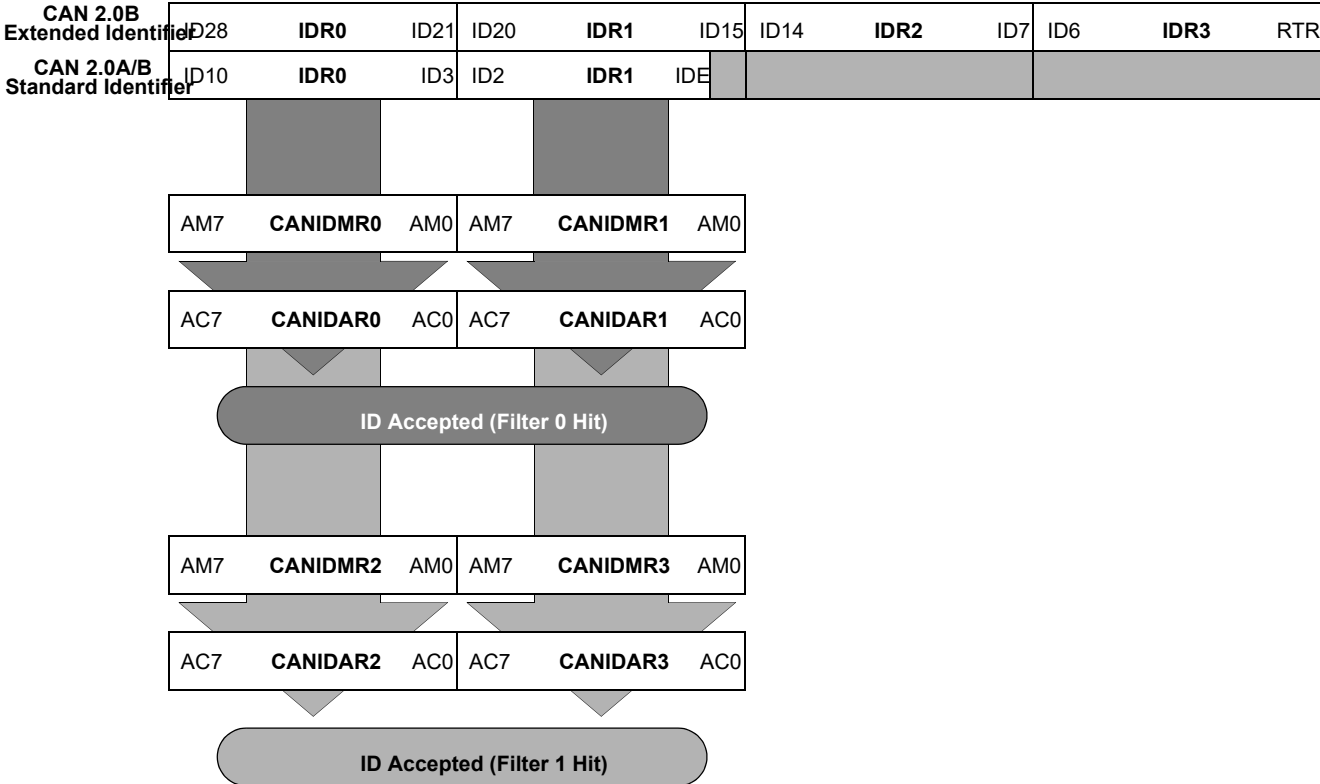 CAN 2.0B
Extended Identifier ID28 IDR0 ID21 ID20 IDR1 ID15 ID14 IDR2 ID7 ID6 IDR3 RTR
CAN 2.0A/B
Standard Identifier ID10 IDR0 ID3 ID2 IDR1 IDE
AM7 CANIDMR0 AM0 AM7 CANIDMR1 AM0
AC7 CANIDAR0 AC0 AC7 CANIDAR1 AC0
ID Accepted (Filter 0 Hit)
AM7 CANIDMR2 AM0 AM7 CANIDMR3 AM0
AC7 CANIDAR2 AC0 AC7 CANIDAR3 AC0
ID Accepted (Filter 1 Hit)